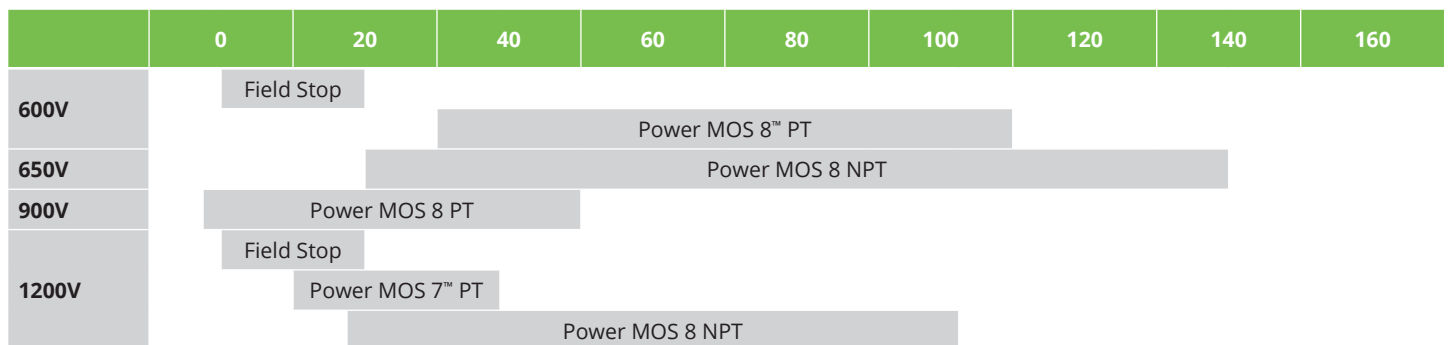 0 20 40 60 80 100 120 140 160
600V
Field Stop
Power MOS 8™ PT
650V
Power MOS 8 NPT
900V
Power MOS 8 PT
1200V
Field Stop
Power MOS 7™ PT
Power MOS 8 NPT